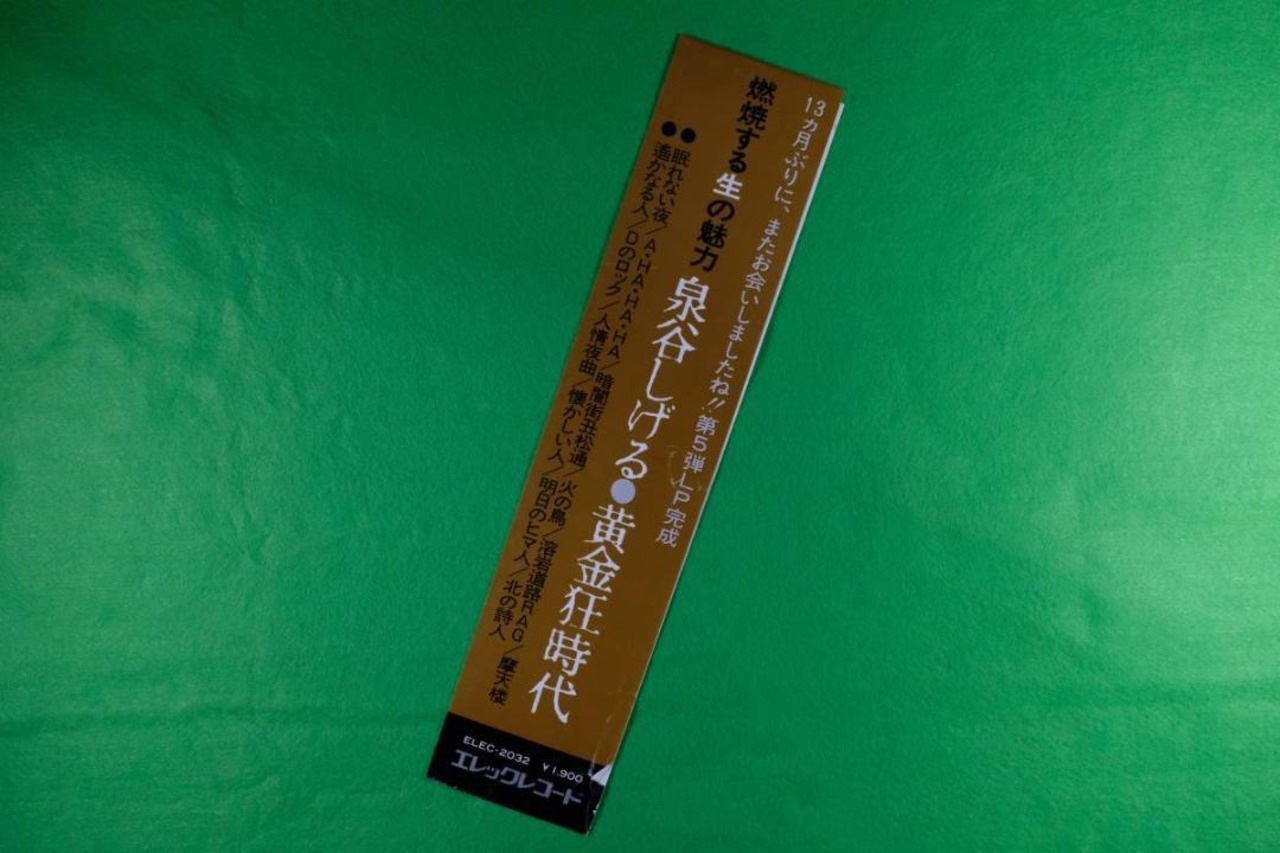 13ヵ月ぶりに、またお会いしましたね!!第5弾LP完成
燃焼する生の魅力 泉谷しげる●黄金狂時代
●眠れない夜/A・HA・HA・HA/暗闇街丑松通/火の鳥/溶岩道路RAG/摩天楼
●遙かなる人/Dのロック/人情夜曲/懐かしい人/明日のヒマ人/北の詩人
ELEC-2032 ¥1,900
エレックレコード